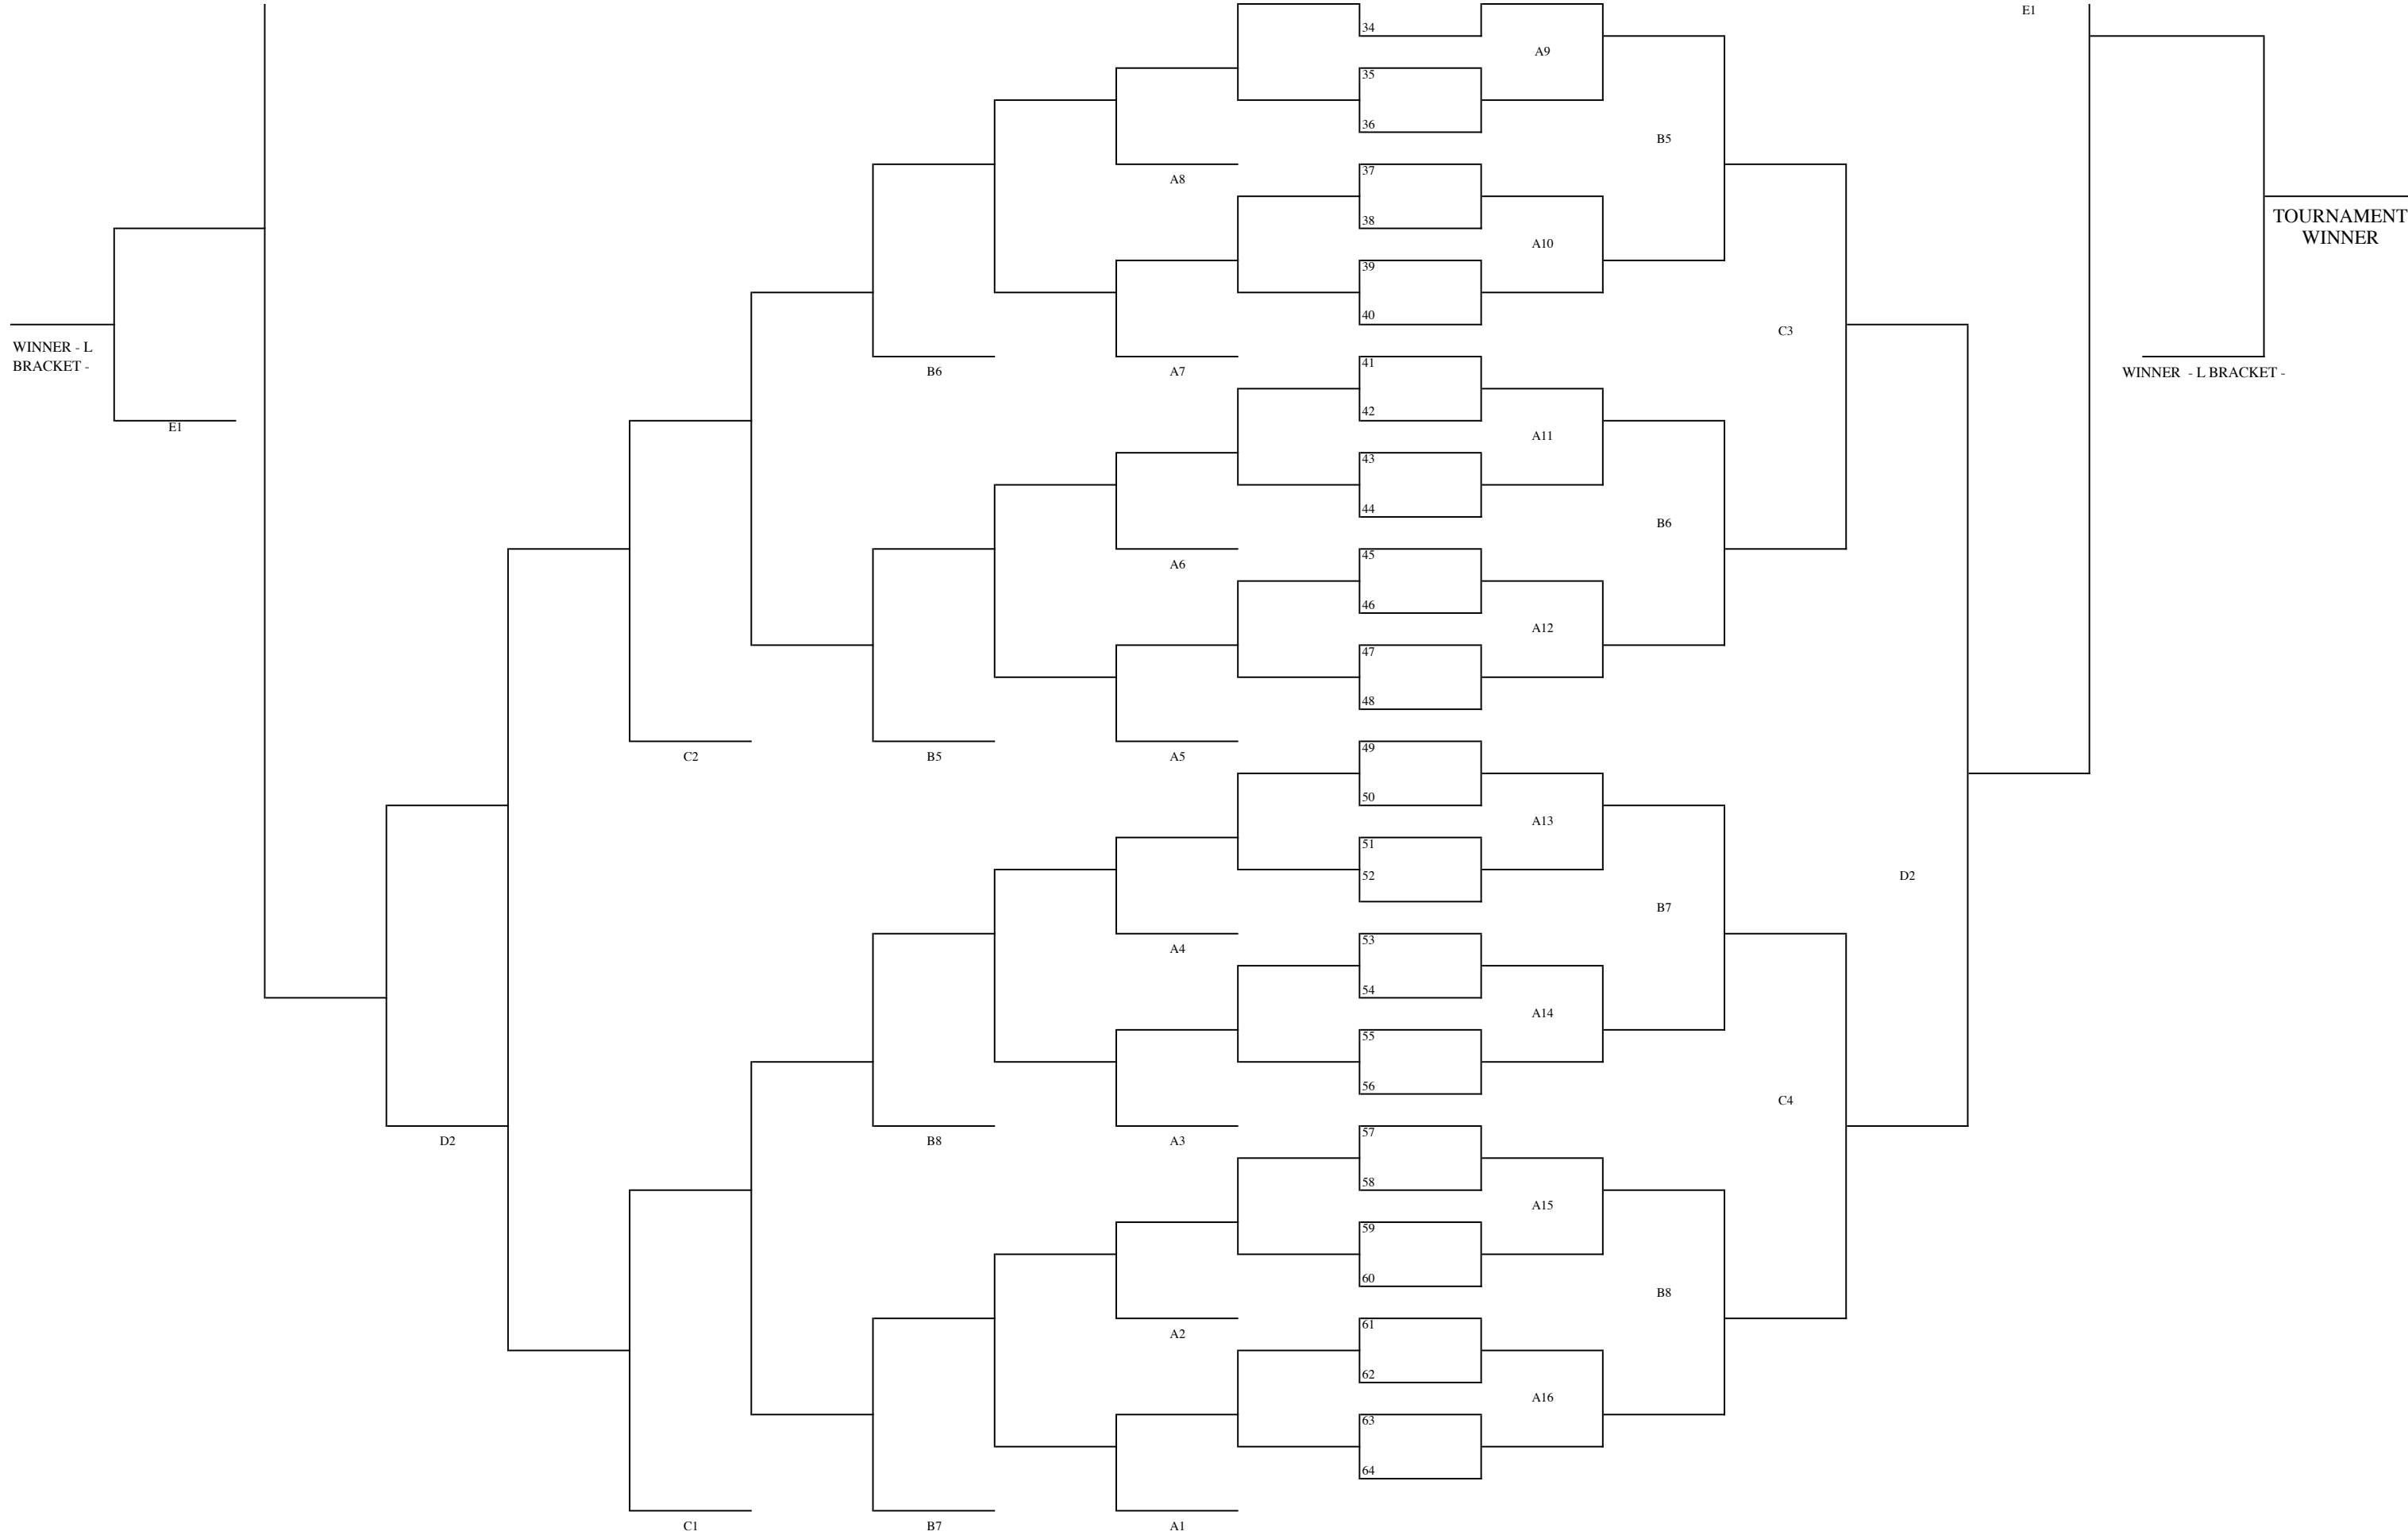 E1
34
A9
35
36
B5
37
A8
38
TOURNAMENT
WINNER
A10
39
40
C3
WINNER - L
BRACKET -
41
B6
A7
WINNER - L BRACKET -
42
E1
A11
43
44
B6
45
A6
46
A12
47
48
49
C2
B5
A5
50
A13
51
52
D2
B7
53
A4
54
A14
55
56
C4
57
D2
B8
A3
58
A15
59
60
B8
61
A2
62
A16
63
64
C1
B7
A1